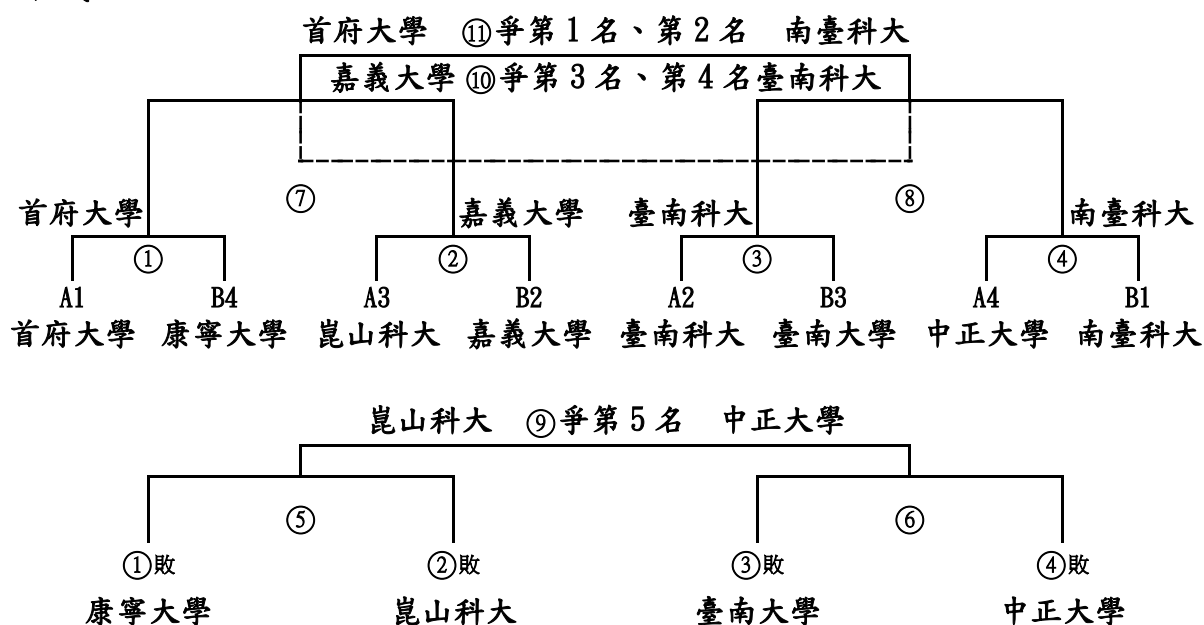 首府大學 ⑪爭第1名、第2名 南臺科大
嘉義大學⑩爭第3名、第4名臺南科大
⑦ ⑧
首府大學 嘉義大學 臺南科大 南臺科大
① ② ③ ④
A1 B4 A3 B2 A2 B3 A4 B1
首府大學 康寧大學 崑山科大 嘉義大學 臺南科大 臺南大學 中正大學 南臺科大
崑山科大 ⑨爭第5名 中正大學
⑤ ⑥
①敗 ②敗 ③敗 ④敗
康寧大學 崑山科大 臺南大學 中正大學